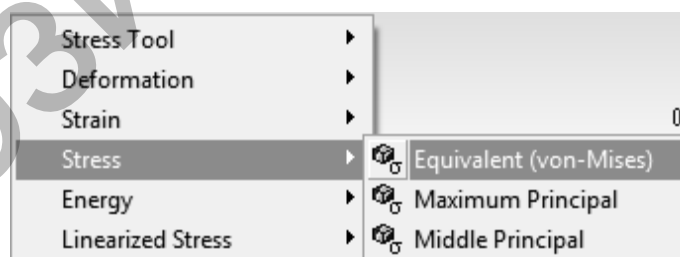 Stress Tool
Deformation
Strain
Stress
Energy
Linearized Stress
Equivalent (von-Mises)
Maximum Principal
Middle Principal